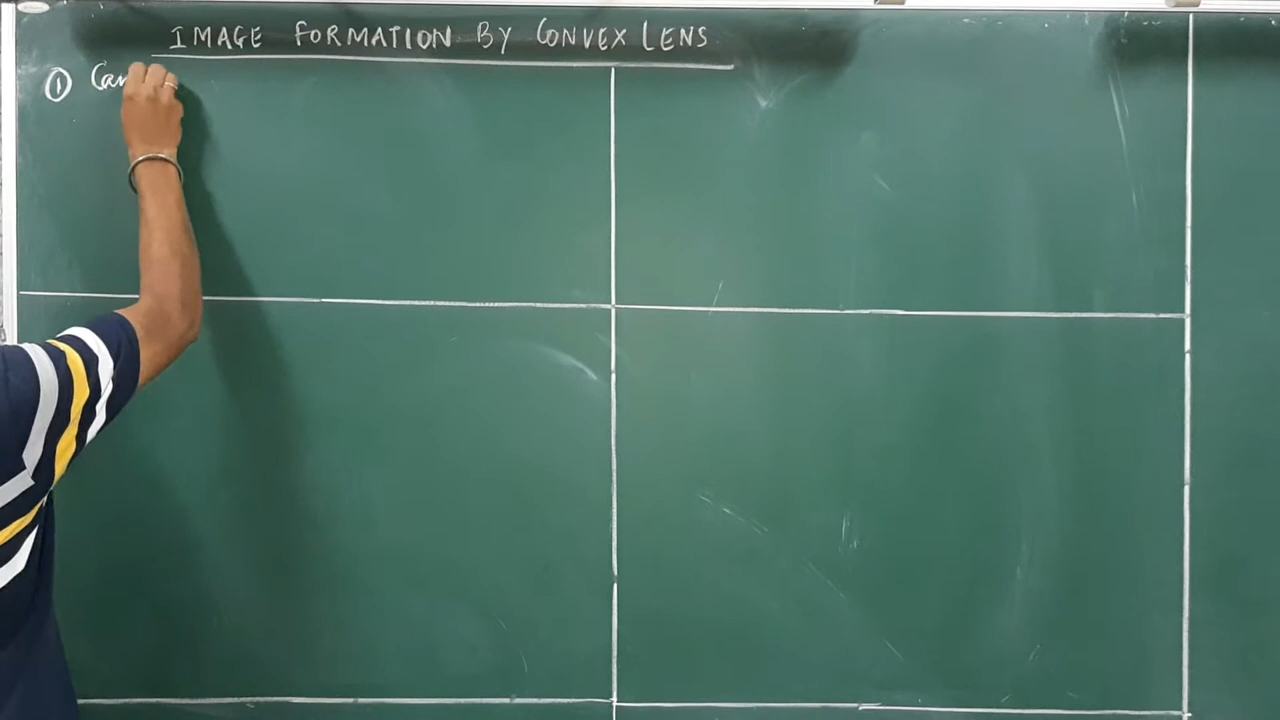 IMAGE FORMATION BY CONVEX LENS
①